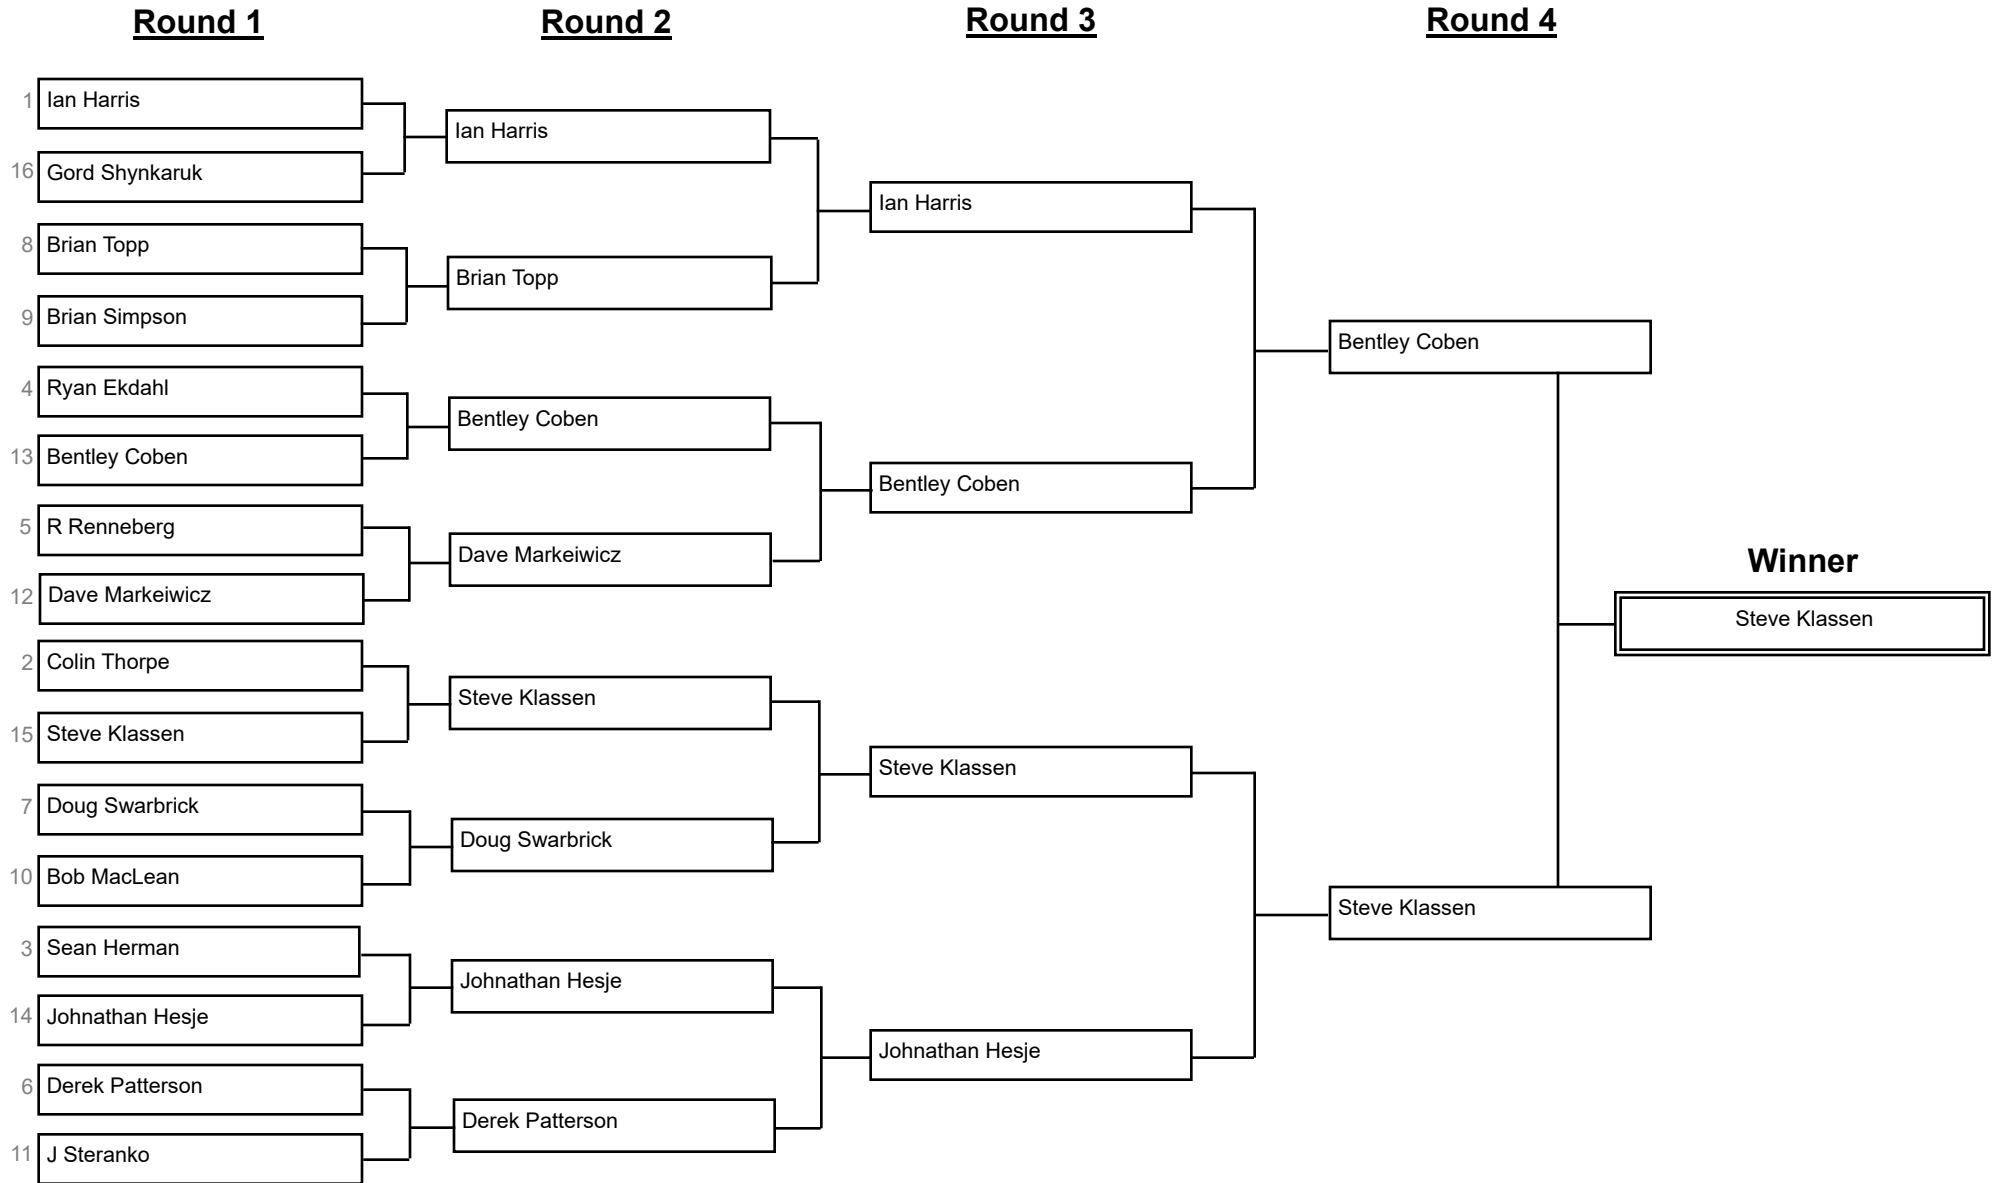 Round 1
Round 2
Round 3
Round 4
1 Ian Harris
16 Gord Shynkaruk
8 Brian Topp
9 Brian Simpson
4 Ryan Ekdahl
13 Bentley Coben
5 R Renneberg
12 Dave Markeiwicz
2 Colin Thorpe
15 Steve Klassen
7 Doug Swarbrick
10 Bob MacLean
3 Sean Herman
14 Johnathan Hesje
6 Derek Patterson
11 J Steranko
Ian Harris
Brian Topp
Bentley Coben
Dave Markeiwicz
Steve Klassen
Doug Swarbrick
Johnathan Hesje
Derek Patterson
Ian Harris
Bentley Coben
Steve Klassen
Johnathan Hesje
Bentley Coben
Steve Klassen
Winner
Steve Klassen